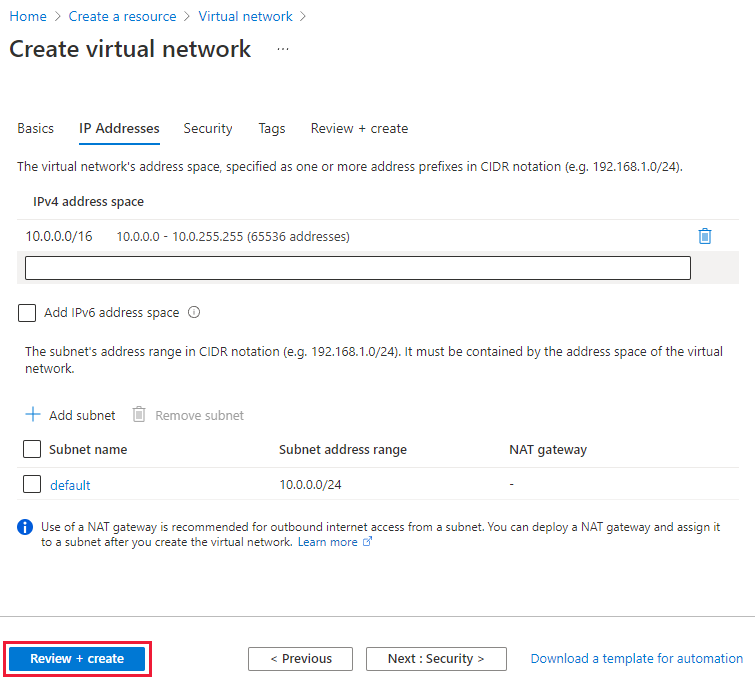 Home > Create a resource > Virtual network >
Create virtual network ...
Basics IP Addresses Security Tags Review + create
The virtual network's address space, specified as one or more address prefixes in CIDR notation (e.g. 192.168.1.0/24).
IPv4 address space
10.0.0.0/16 10.0.0.0 - 10.0.255.255 (65536 addresses)
Add IPv6 address space
The subnet's address range in CIDR notation (e.g. 192.168.1.0/24). It must be contained by the address space of the virtual
network.
+ Add subnet Remove subnet
Subnet name Subnet address range NAT gateway
default 10.0.0.0/24 -
Use of a NAT gateway is recommended for outbound internet access from a subnet. You can deploy a NAT gateway and assign it
to a subnet after you create the virtual network. Learn more
Review + create < Previous Next : Security > Download a template for automation